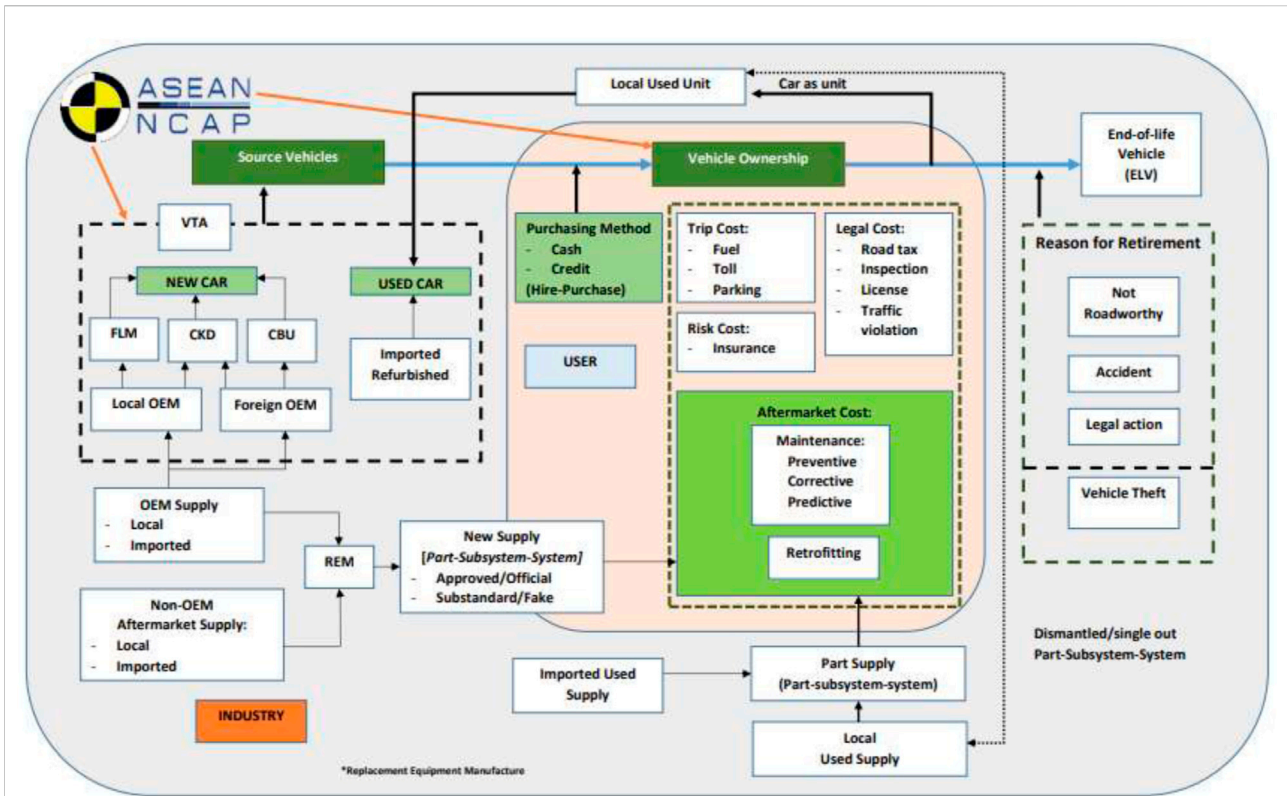 ASEAN
NCAP
Local Used Unit
Car as unit
End-of-life
Vehicle
(ELV)
Source Vehicles
Vehicle Ownership
VTA
NEW CAR
USED CAR
FLM
CKD
CBU
Imported
Refurbished
Local OEM
Foreign OEM
Purchasing Method
- Cash
- Credit
(Hire-Purchase)
USER
Trip Cost:
- Fuel
- Toll
- Parking
Risk Cost:
- Insurance
Legal Cost:
- Road tax
- Inspection
- License
- Traffic
violation
Aftermarket Cost:
Maintenance:
Preventive
Corrective
Predictive
Retrofitting
Reason for Retirement
Not
Roadworthy
Accident
Legal action
Vehicle Theft
OEM Supply
- Local
- Imported
REM
New Supply
[Part-Subsystem-System]
- Approved/Official
- Substandard/Fake
Non-OEM
Aftermarket Supply:
- Local
- Imported
Imported Used
Supply
Part Supply
(Part-subsystem-system)
Dismantled/single out
Part-Subsystem-System
INDUSTRY
Local
Used Supply
*Replacement Equipment Manufacture